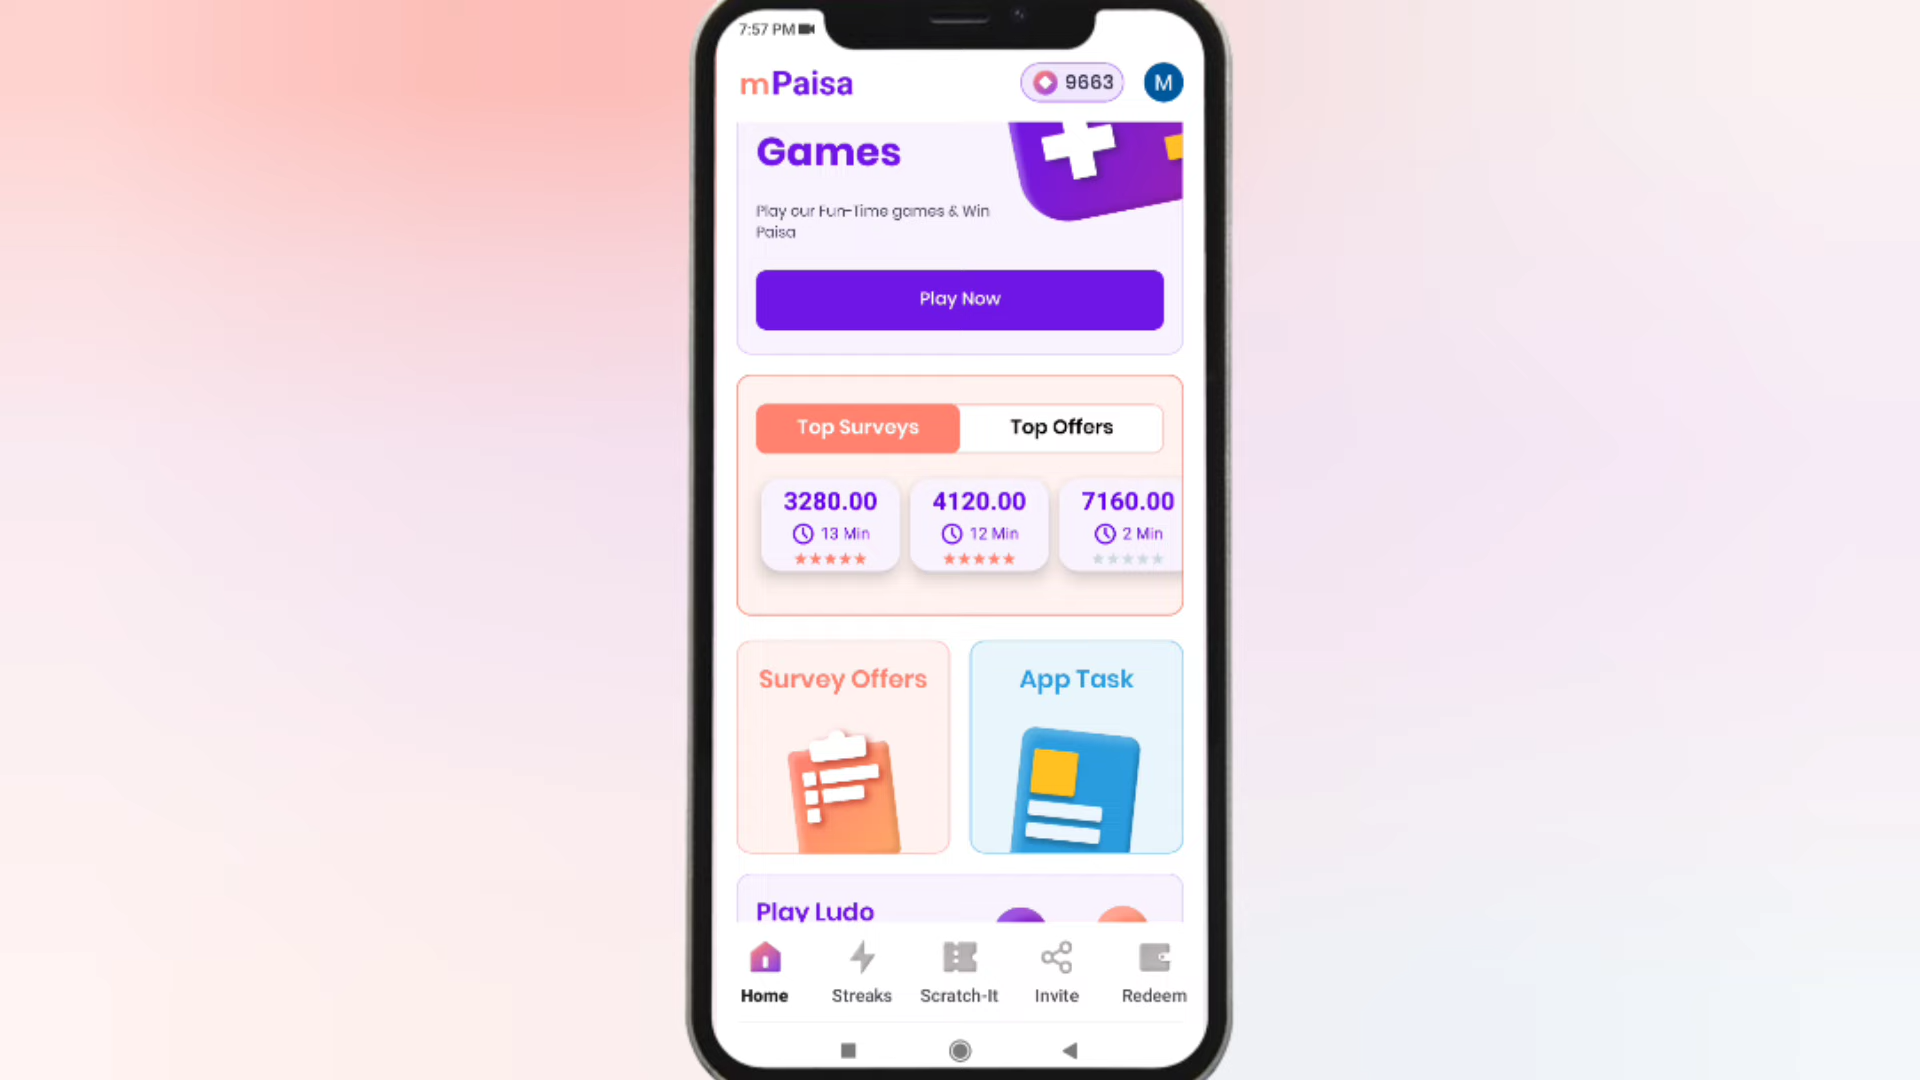 7:57 PM
mPaisa
9663
M
Games
Play our Fun-Time games & Win
Paisa
Play Now
Top Surveys
Top Offers
3280.00
4120.00
7160.00
13 Min
12 Min
2 Min
Survey Offers
App Task
Play Ludo
Home
Streaks
Scratch-It
Invite
Redeem